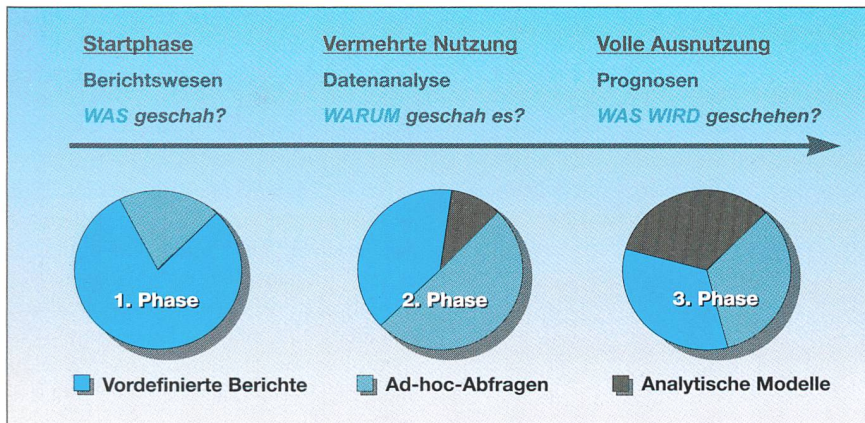 Startphase
Vermehrte Nutzung
Volle Ausnutzung
Berichtswesen
Datenanalyse
Prognosen
WAS geschah?
WARUM geschah es?
WAS WIRD geschehen?
1. Phase
2. Phase
3. Phase
Vordefinierte Berichte
Ad-hoc-Abfragen
Analytische Modelle